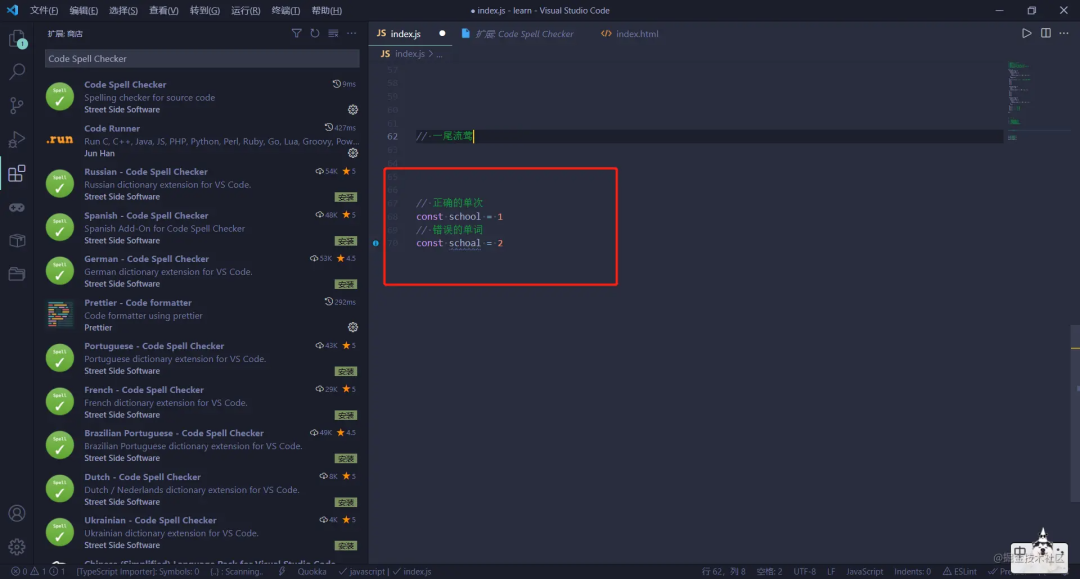 文件(F) 编辑(E) 选择(S) 查看(V) 转到(G) 运行(R) 终端(T) 帮助(H) ● index.js - learn - Visual Studio Code
扩展: 商店
Code Spell Checker
Code Spell Checker 9ms
Spelling checker for source code
Street Side Software
Code Runner 427ms
Run C, C++, Java, JS, PHP, Python, Perl, Ruby, Go, Lua, Groovy, Pow...
Jun Han
Russian - Code Spell Checker 54K ★ 5
Russian dictionary extension for VS Code.
Street Side Software 安装
Spanish - Code Spell Checker 48K ★ 5
Spanish Add-On for Code Spell Checker
Street Side Software 安装
German - Code Spell Checker 53K ★ 4.5
German dictionary extension for VS Code.
Street Side Software 安装
Prettier - Code formatter 292ms
Code formatter using prettier
Prettier
Portuguese - Code Spell Checker 43K ★ 5
Portuguese dictionary extension for VS Code.
Street Side Software 安装
French - Code Spell Checker 29K ★ 5
French dictionary extension for VS Code.
Street Side Software 安装
Brazilian Portuguese - Code Spell Checker 49K ★ 4.5
Brazilian Portuguese dictionary extension for VS Code.
Street Side Software 安装
Dutch - Code Spell Checker 8K ★ 5
Dutch / Nederlands dictionary extension for VS Code.
Street Side Software 安装
Ukrainian - Code Spell Checker 4K ★ 5
Ukrainian dictionary extension for VS Code.
Street Side Software 安装
Chinese (Simplified) Language Pack for Visual Studio Code
JS index.js ● 扩展: Code Spell Checker <> index.html
JS index.js > ...
62 // 一尾流莺
// 正确的单次
const school = 1
// 错误的单词
const schoal = 2
@掘金技术社区
0 1 1 [TypeScript Importer]: Symbols: 0 {..} : Scanning.. Quokka javascript | index.js 行 62，列 8 空格: 2 UTF-8 LF JavaScript Indents: 0 ESLint